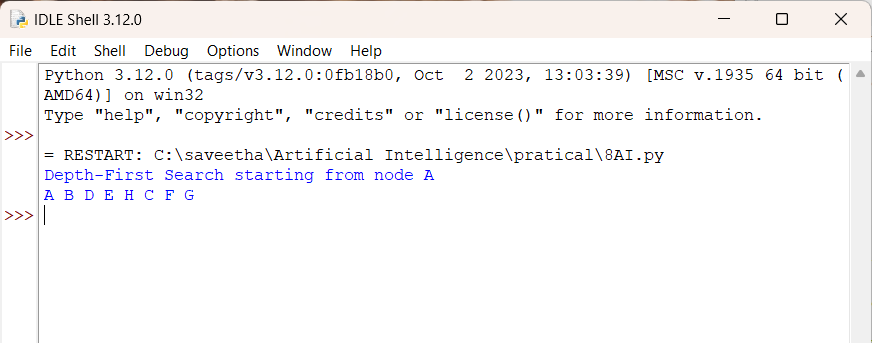 IDLE Shell 3.12.0
File Edit Shell Debug Options Window Help
Python 3.12.0 (tags/v3.12.0:0fb18b0, Oct  2 2023, 13:03:39) [MSC v.1935 64 bit (
AMD64)] on win32
Type "help", "copyright", "credits" or "license()" for more information.
>>>
= RESTART: C:\saveetha\Artificial Intelligence\pratical\8AI.py
Depth-First Search starting from node A
A B D E H C F G
>>>